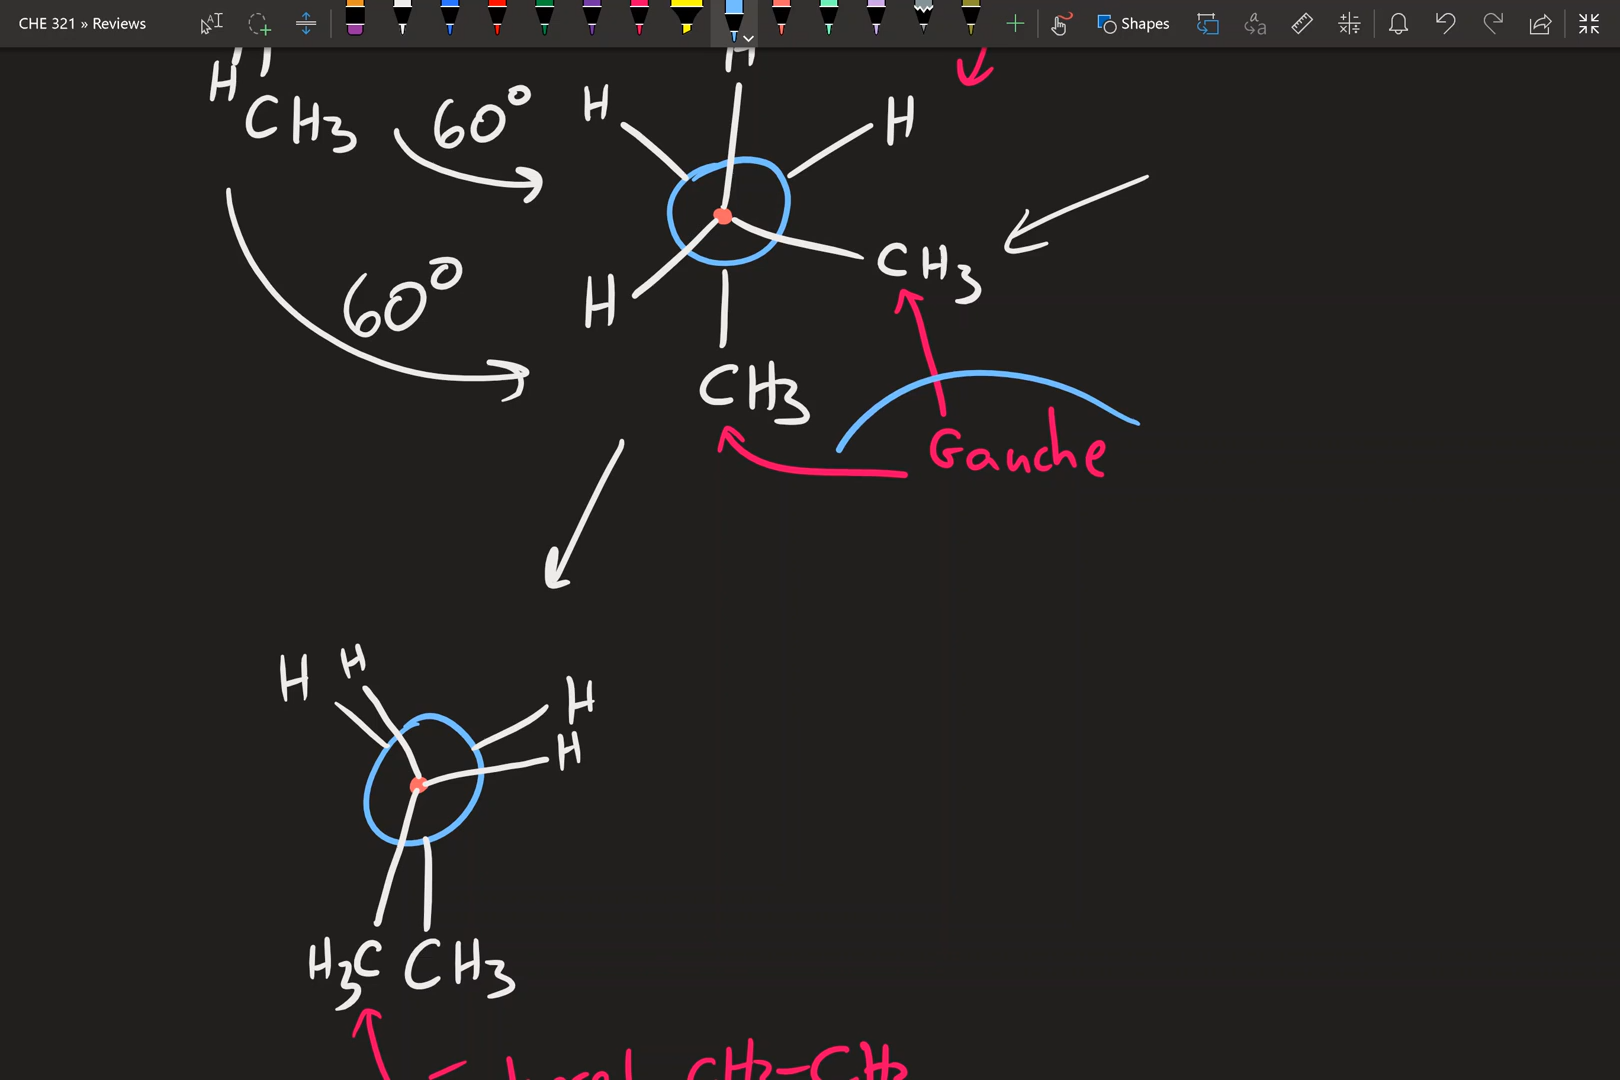 CHE 321 » Reviews
Shapes
H
H
CH3
60°
H
H
60°
CH3
H
CH3
Gauche
H
H
H
H
H3C CH3
CH3-CH3